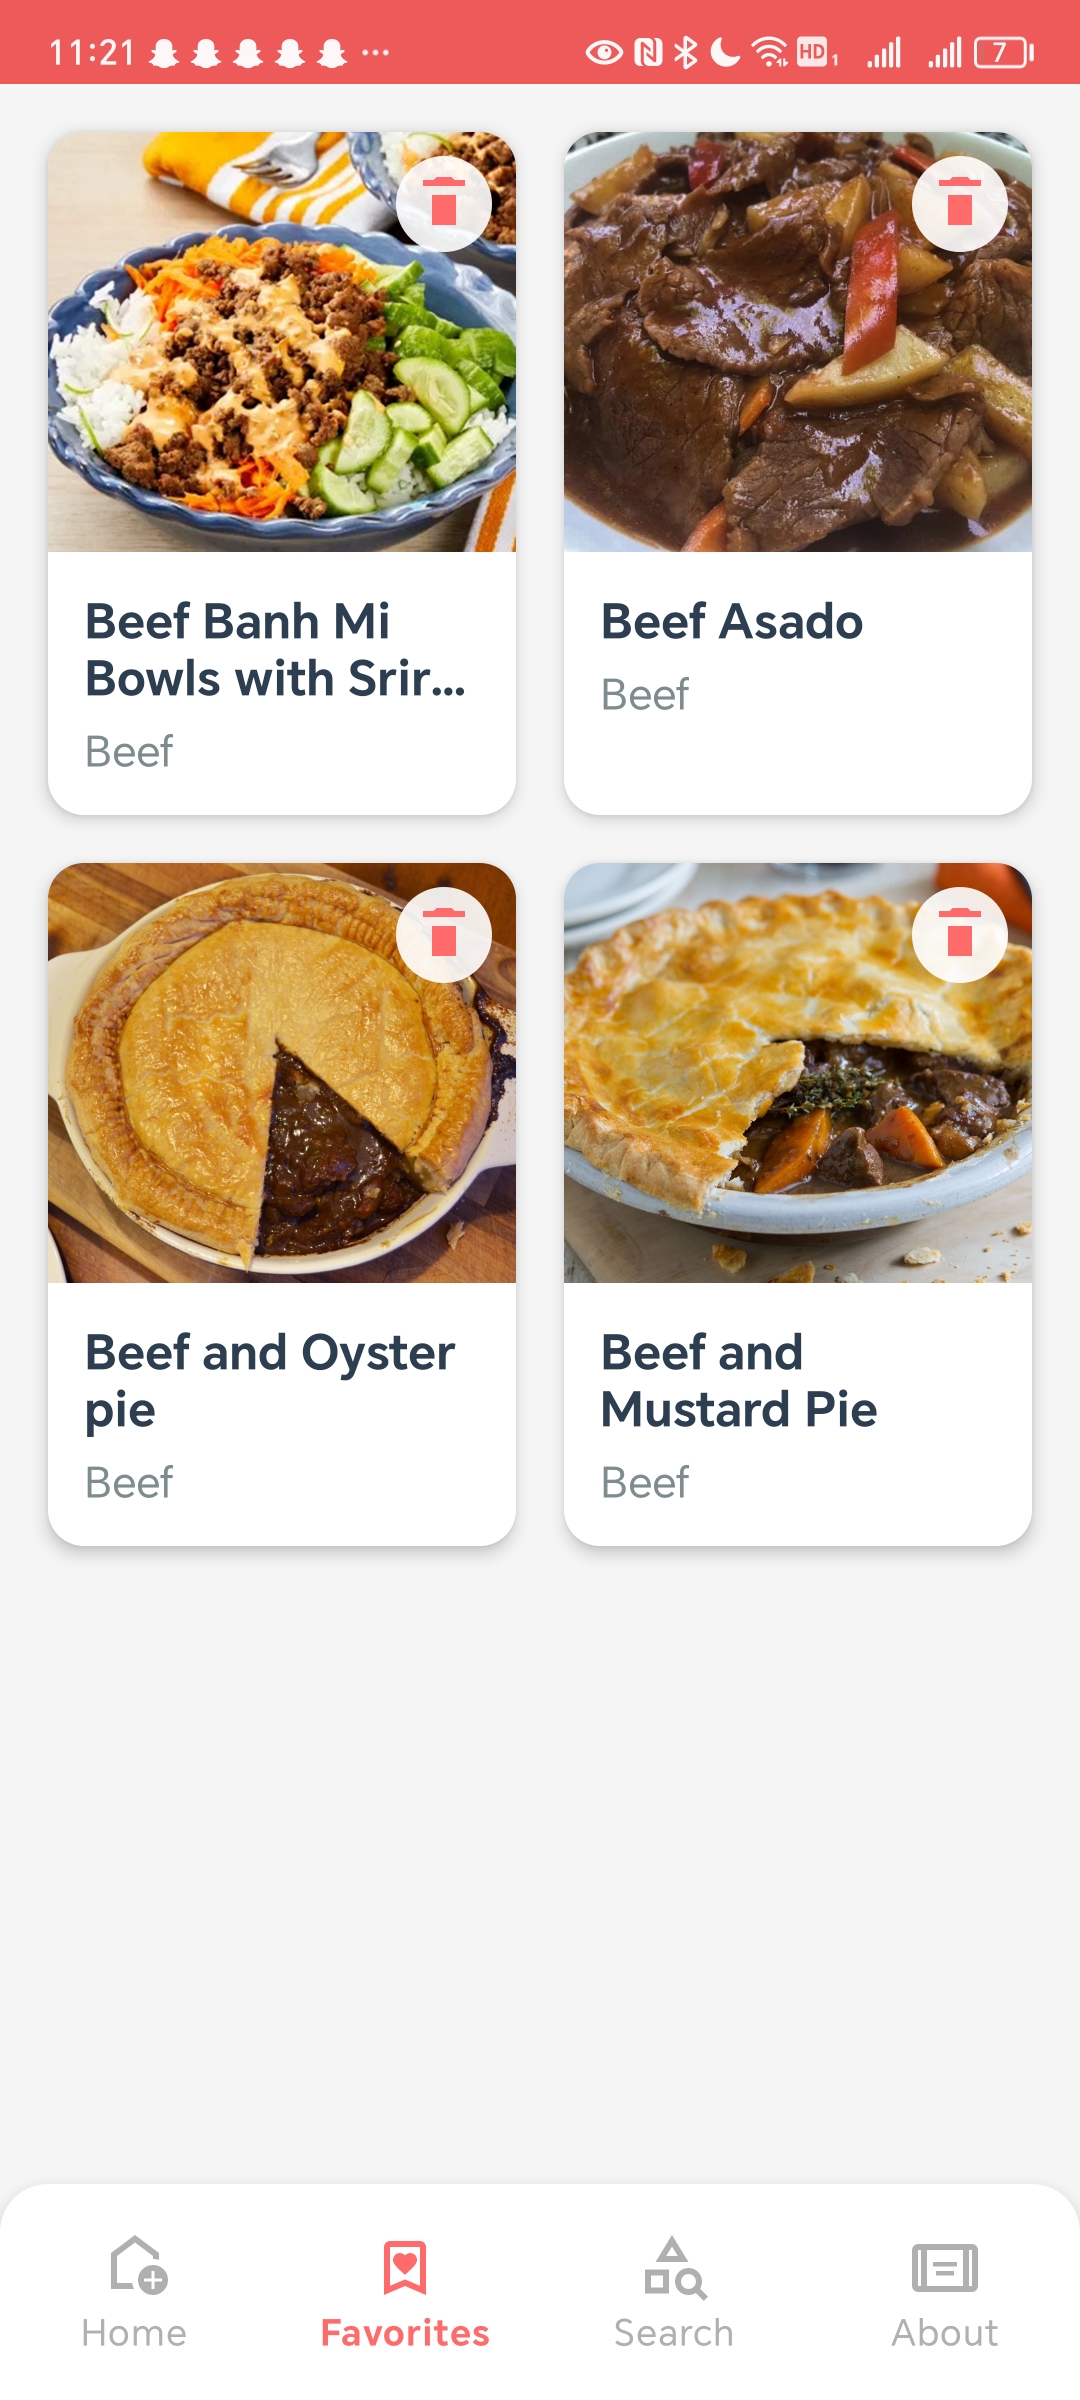 11:21 HD 1 7
Beef Banh Mi
Bowls with Srir...
Beef
Beef Asado
Beef
Beef and Oyster
pie
Beef
Beef and
Mustard Pie
Beef
Home
Favorites
Search
About